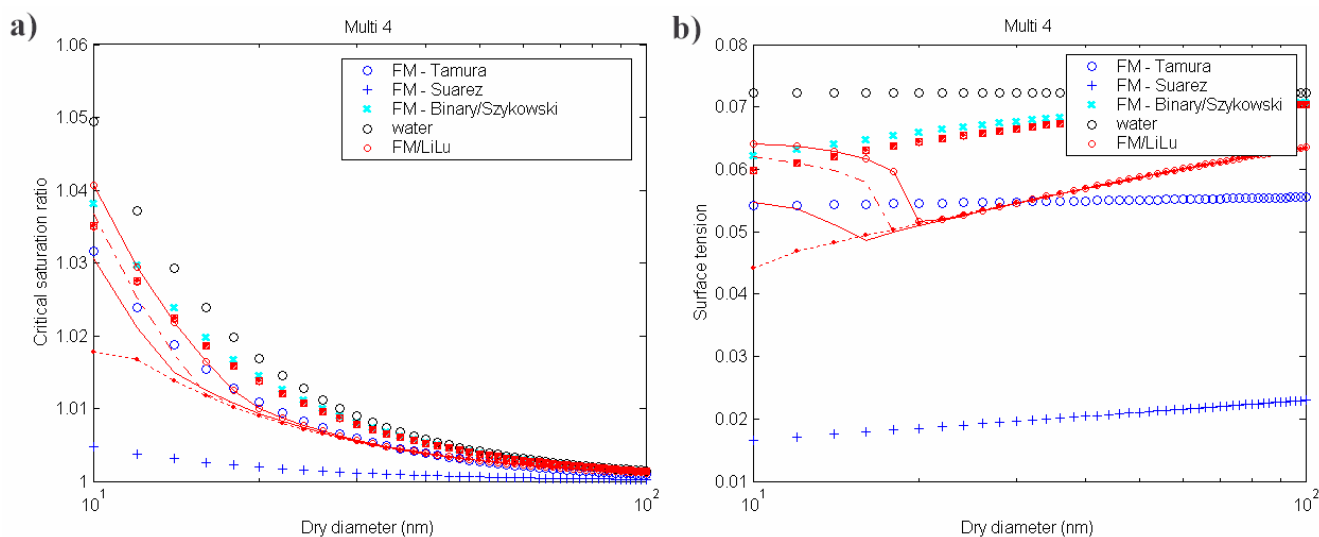 a)
Multi 4
1.06
1.05
1.04
1.03
1.02
1.01
1
Critical saturation ratio
FM - Tamura
FM - Suarez
FM - Binary/Szykowski
water
FM/LiLu
10^1
10^2
Dry diameter (nm)
b)
Multi 4
0.08
0.07
0.06
0.05
0.04
0.03
0.02
0.01
Surface tension
FM - Tamura
FM - Suarez
FM - Binary/Szykowski
water
FM/LiLu
10^1
10^2
Dry diameter (nm)